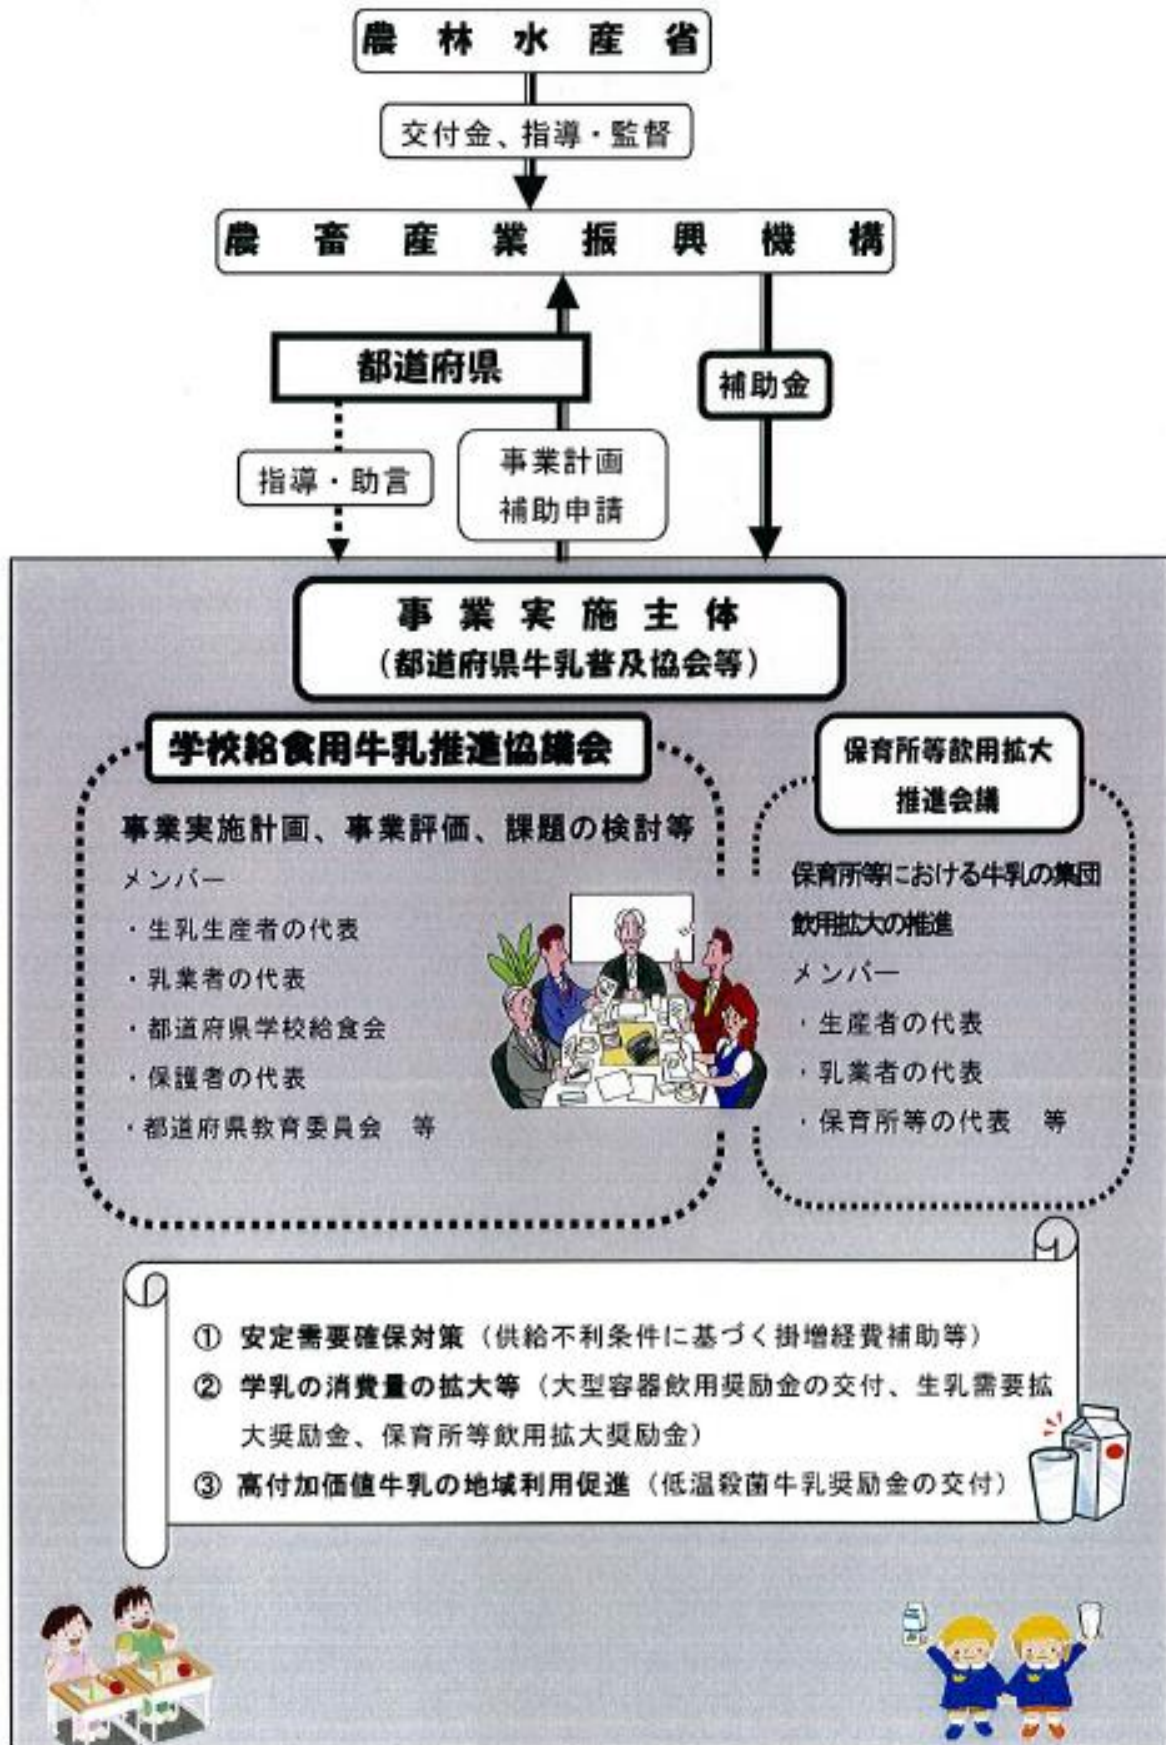 農林水産省
交付金、指導・監督
農畜産業振興機構
都道府県
補助金
指導・助言
事業計画
補助申請
事業実施主体
（都道府県牛乳普及協会等）
学校給食用牛乳推進協議会
事業実施計画、事業評価、課題の検討等
メンバー
・生乳生産者の代表
・乳業者の代表
・都道府県学校給食会
・保護者の代表
・都道府県教育委員会　等
保育所等飲用拡大
推進会議
保育所等における牛乳の集団
飲用拡大の推進
メンバー
・生産者の代表
・乳業者の代表
・保育所等の代表　等
① 安定需要確保対策（供給不利条件に基づく掛増経費補助等）
② 学乳の消費量の拡大等（大型容器飲用奨励金の交付、生乳需要拡
大奨励金、保育所等飲用拡大奨励金）
③ 高付加価値牛乳の地域利用促進（低温殺菌牛乳奨励金の交付）